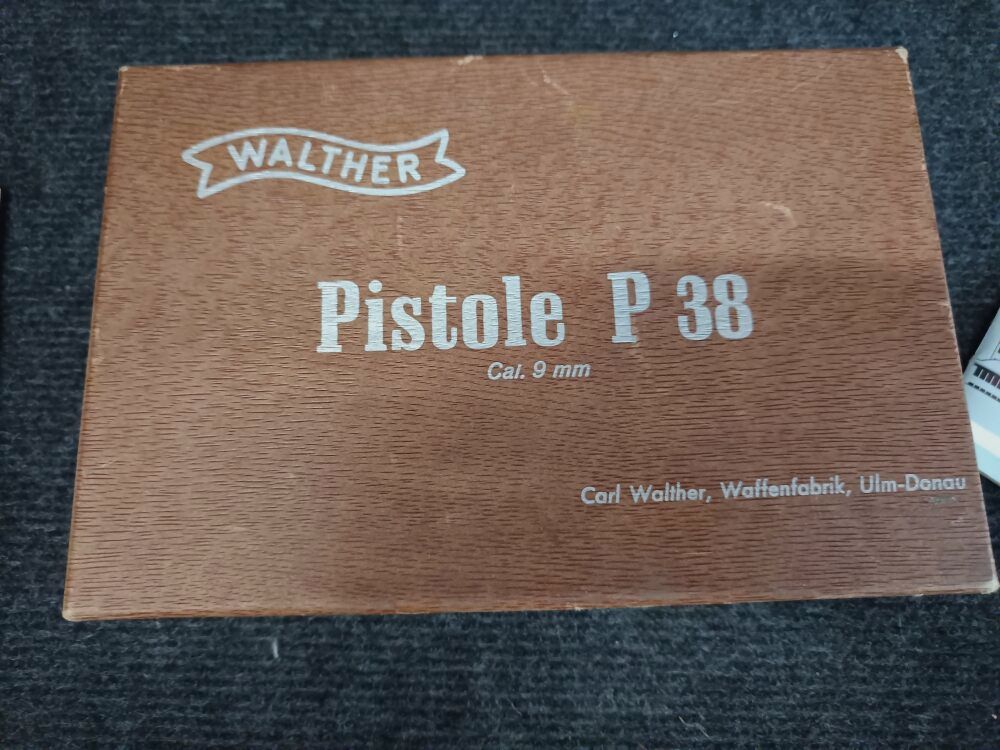 WALTHER
Pistole P 38
Cal. 9 mm
Carl Walther, Waffenfabrik, Ulm-Donau